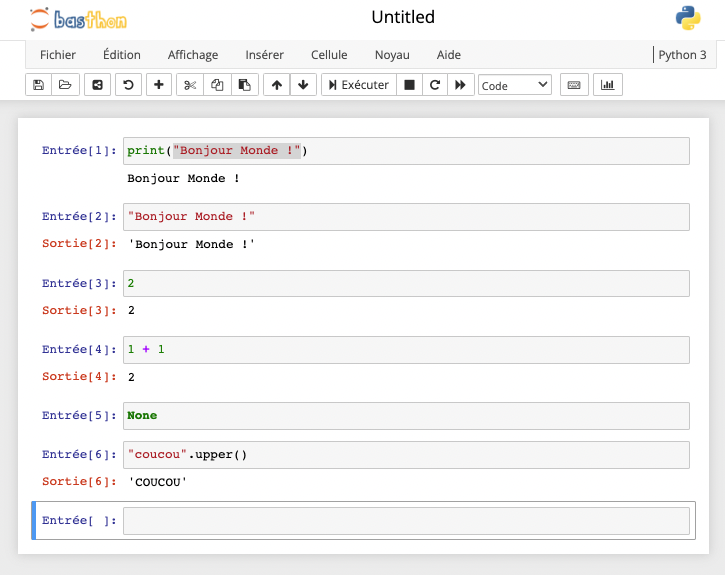 basthon
Untitled
Fichier Édition Affichage Insérer Cellule Noyau Aide Python 3
Exécuter Code
Entrée[1]: print("Bonjour Monde !")
Bonjour Monde !
Entrée[2]: "Bonjour Monde !"
Sortie[2]: 'Bonjour Monde !'
Entrée[3]: 2
Sortie[3]: 2
Entrée[4]: 1 + 1
Sortie[4]: 2
Entrée[5]: None
Entrée[6]: "coucou".upper()
Sortie[6]: 'COUCOU'
Entrée[ ]: